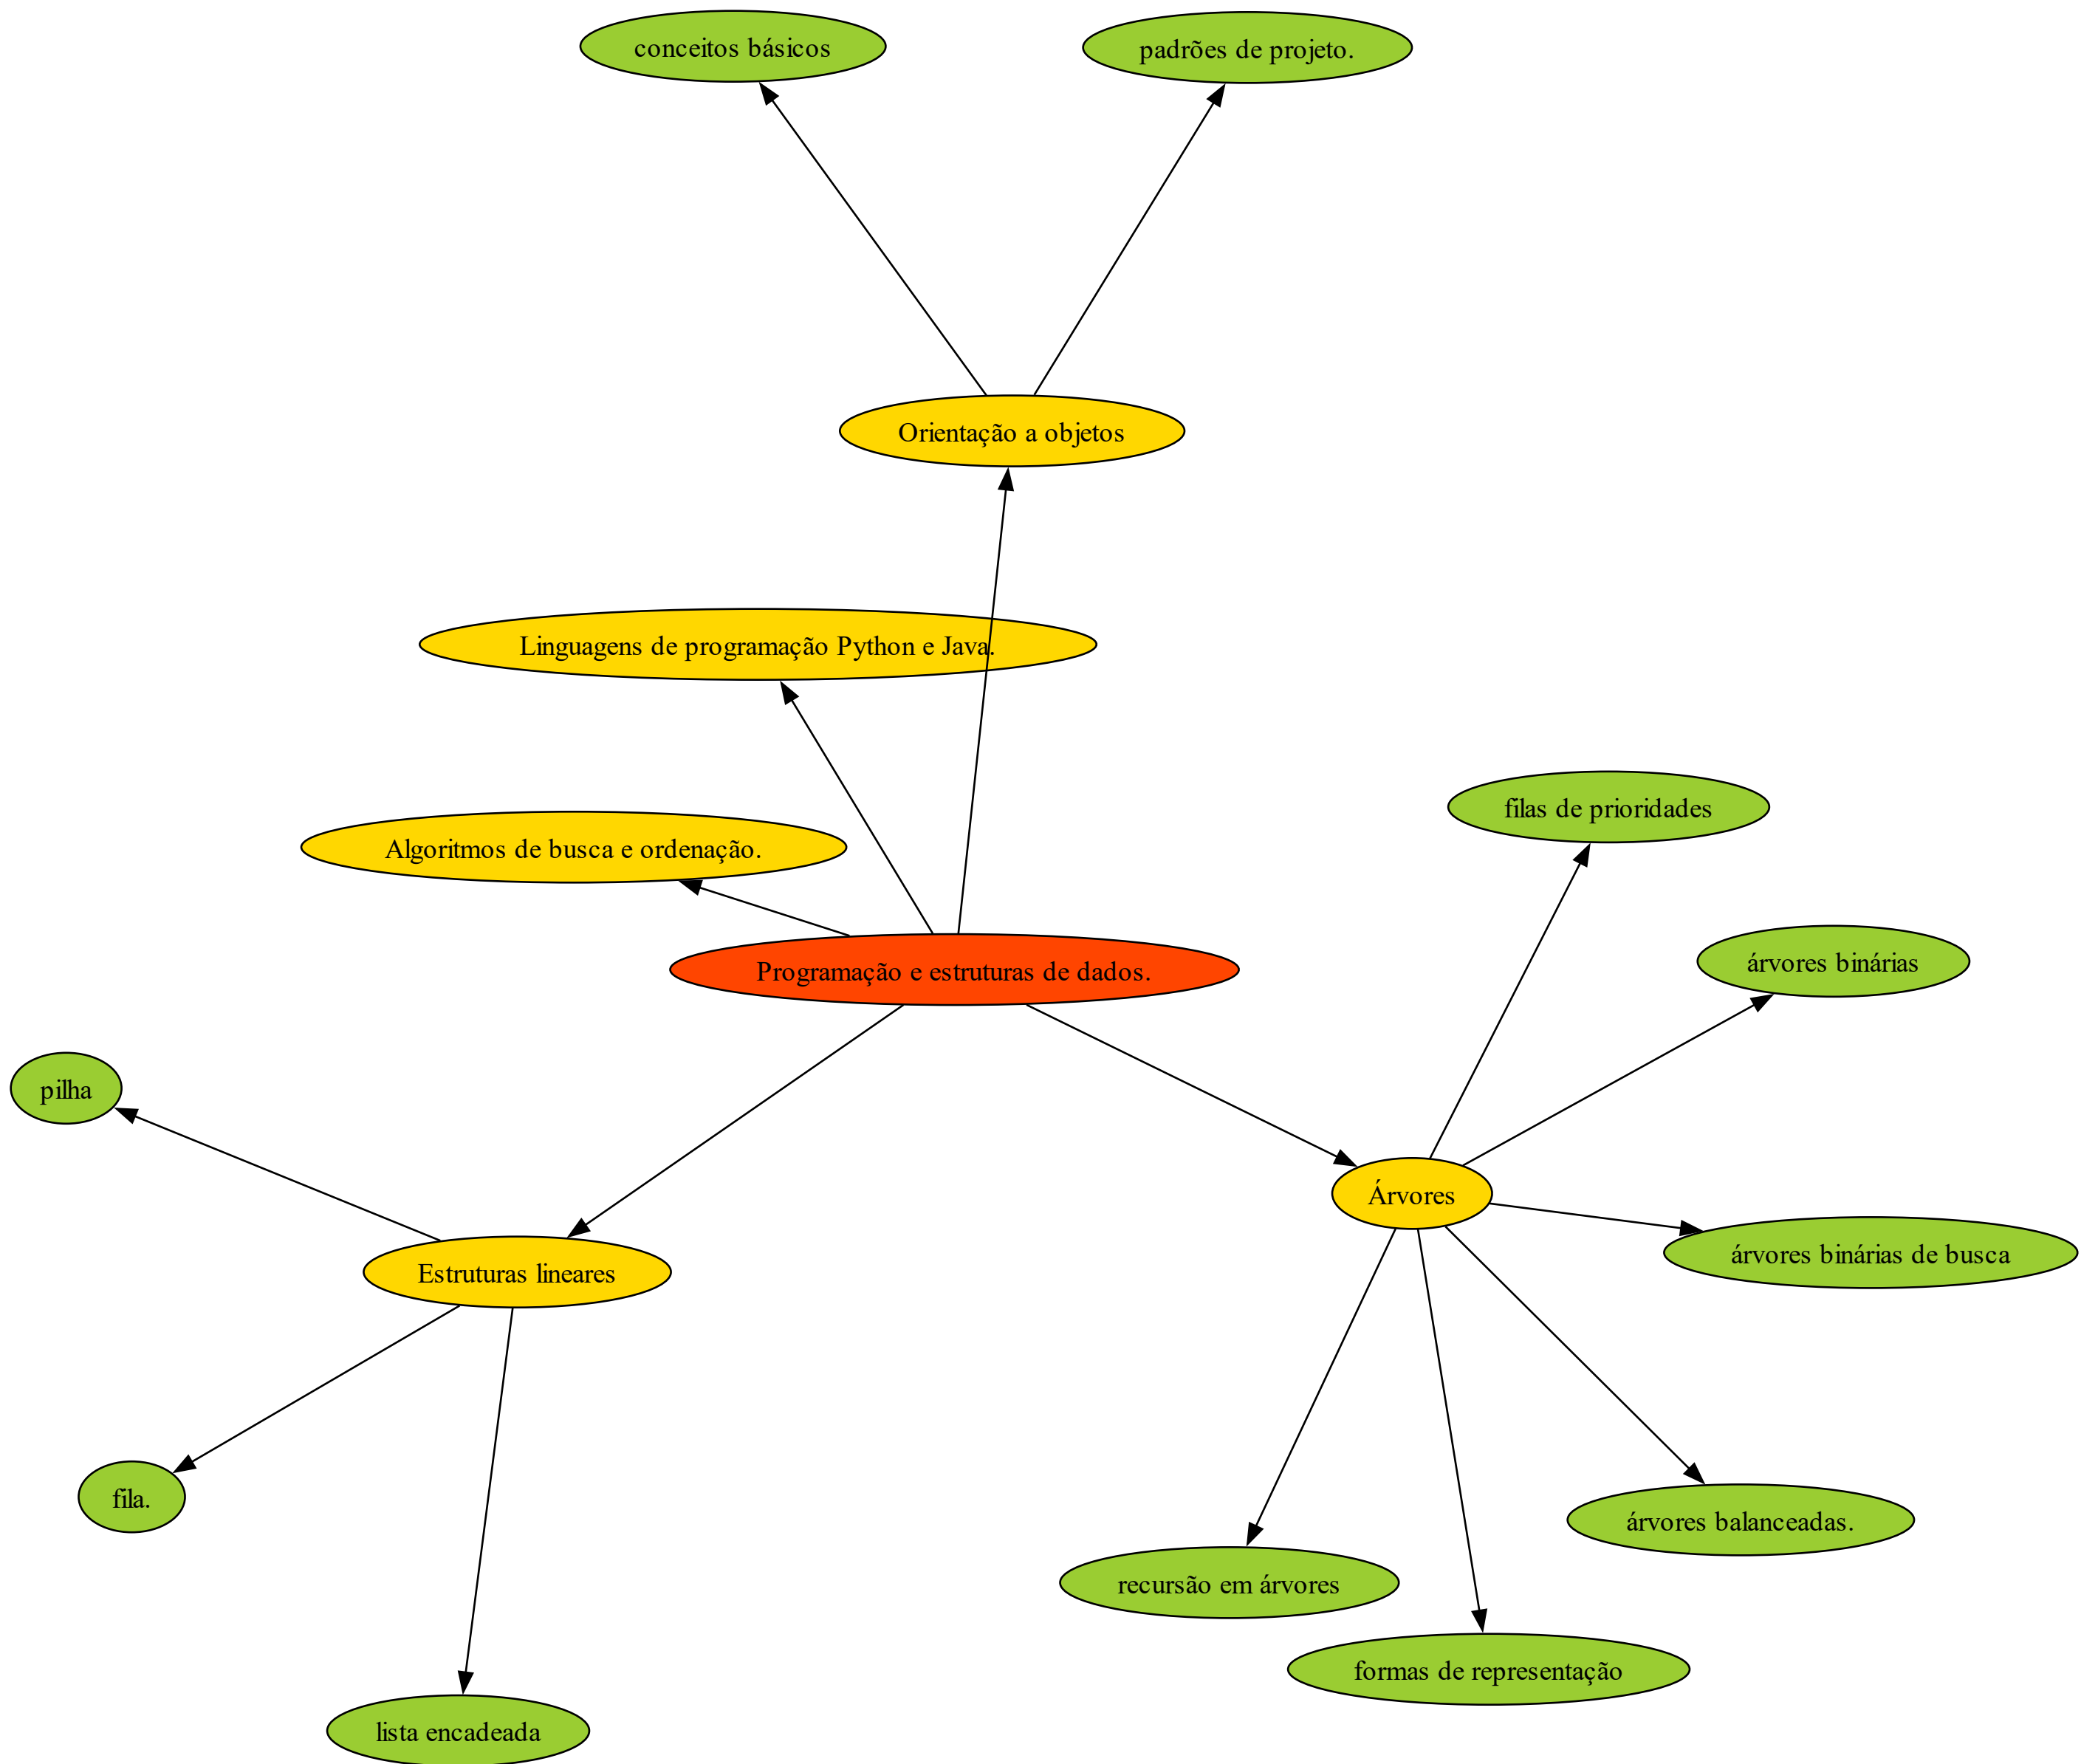 conceitos básicos
padrões de projeto.
Orientação a objetos
Linguagens de programação Python e Java.
filas de prioridades
Algoritmos de busca e ordenação.
árvores binárias
Programação e estruturas de dados.
pilha
Árvores
árvores binárias de busca
Estruturas lineares
fila.
árvores balanceadas.
recursão em árvores
formas de representação
lista encadeada